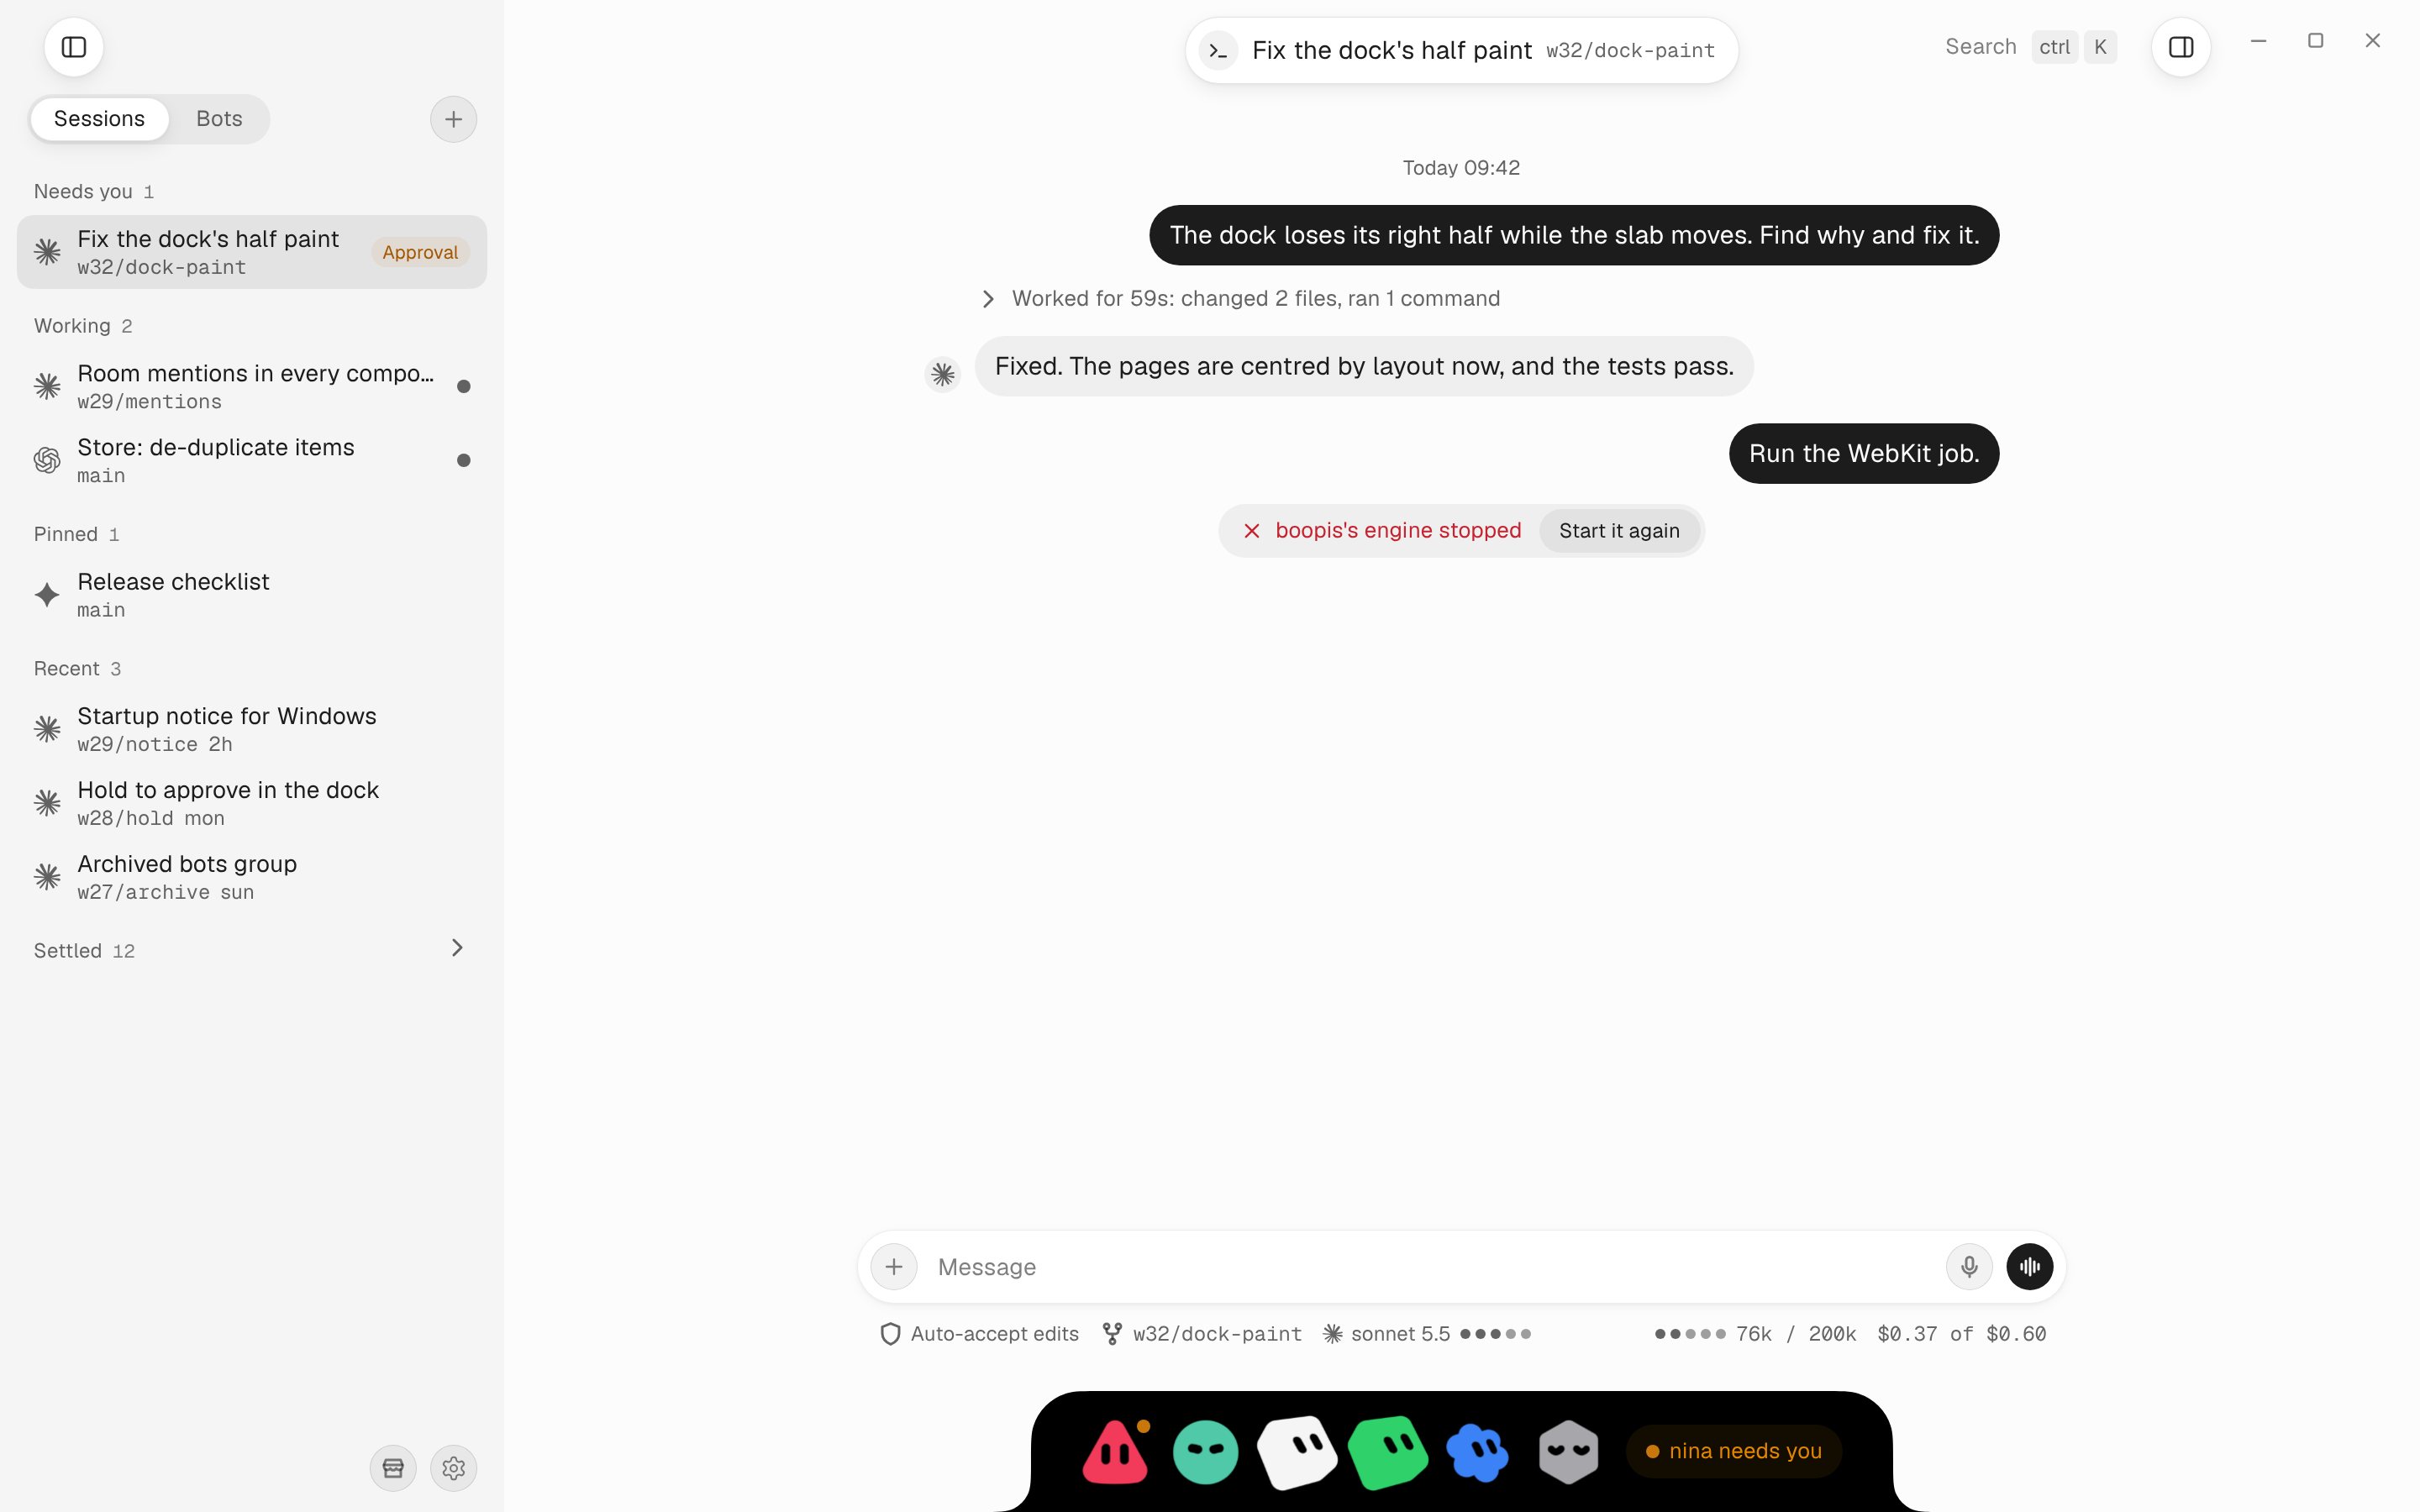 Fix the dock's half paint w32/dock-paint
Search ctrl K
Sessions Bots
Needs you 1
Fix the dock's half paint
w32/dock-paint
Approval
Working 2
Room mentions in every compo…
w29/mentions
Store: de-duplicate items
main
Pinned 1
Release checklist
main
Recent 3
Startup notice for Windows
w29/notice 2h
Hold to approve in the dock
w28/hold mon
Archived bots group
w27/archive sun
Settled 12
Today 09:42
The dock loses its right half while the slab moves. Find why and fix it.
Worked for 59s: changed 2 files, ran 1 command
Fixed. The pages are centred by layout now, and the tests pass.
Run the WebKit job.
boopis's engine stopped Start it again
Message
Auto-accept edits w32/dock-paint sonnet 5.5 76k / 200k $0.37 of $0.60
nina needs you